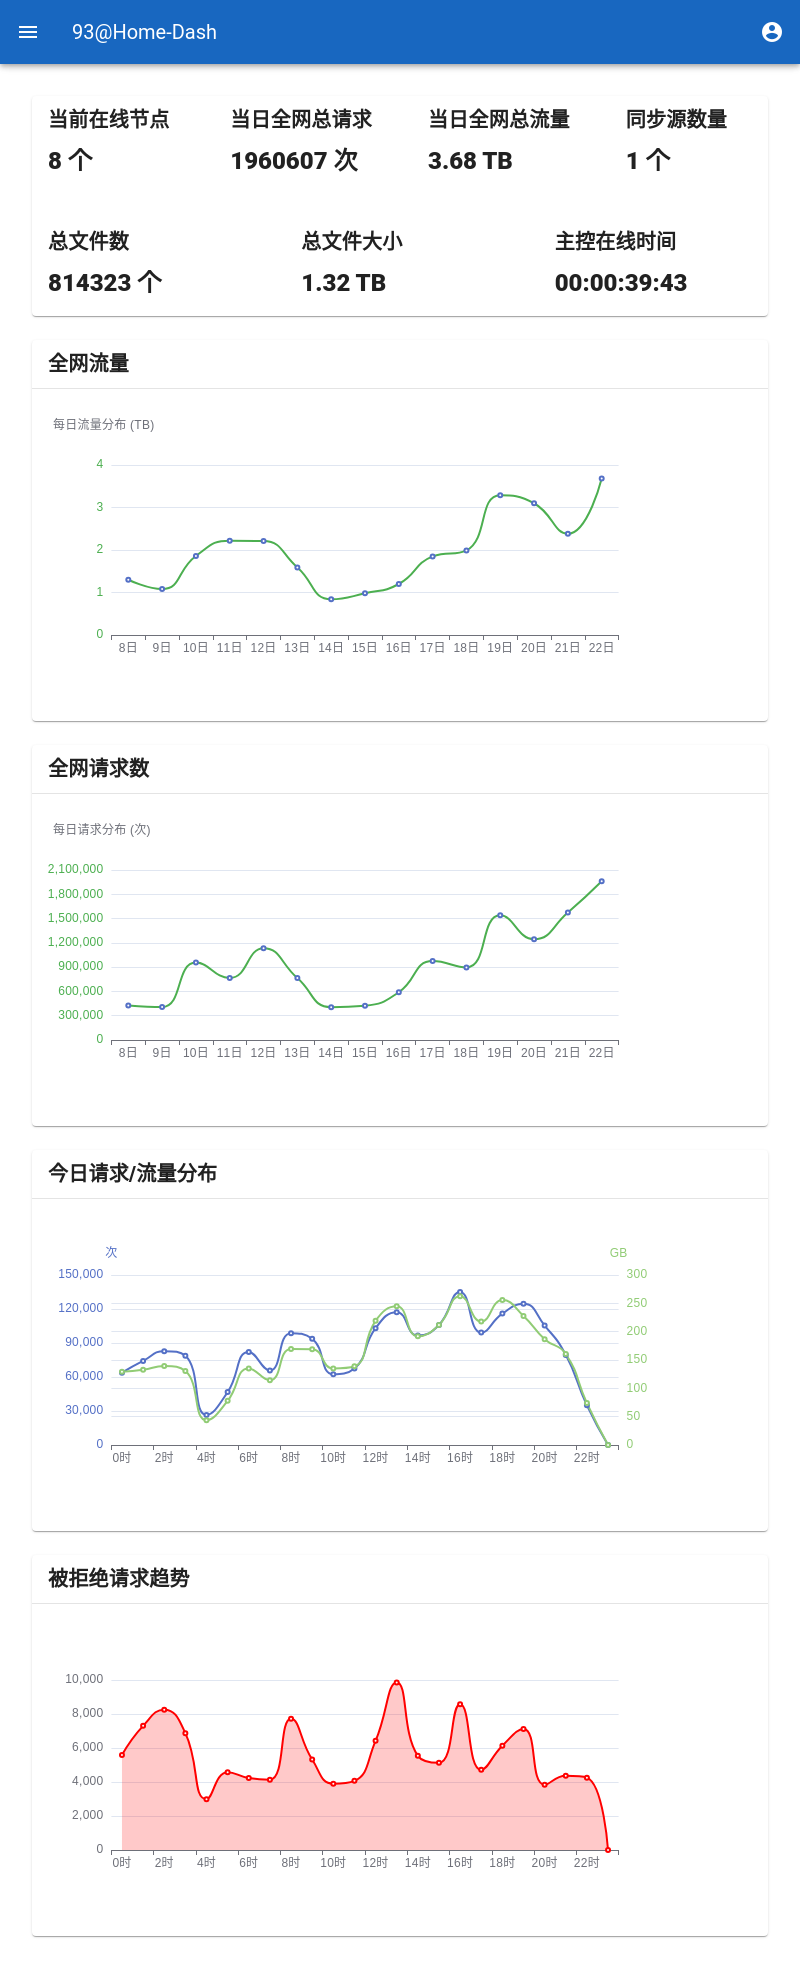 93@Home-Dash
当前在线节点 当日全网总请求 当日全网总流量 同步源数量
8 个 1960607 次 3.68 TB 1 个
总文件数 总文件大小 主控在线时间
814323 个 1.32 TB 00:00:39:43
全网流量
每日流量分布 (TB)
4
3
2
1
0
8日 9日 10日 11日 12日 13日 14日 15日 16日 17日 18日 19日 20日 21日 22日
全网请求数
每日请求分布 (次)
2,100,000
1,800,000
1,500,000
1,200,000
900,000
600,000
300,000
0
8日 9日 10日 11日 12日 13日 14日 15日 16日 17日 18日 19日 20日 21日 22日
今日请求/流量分布
次 GB
150,000 300
120,000 250
90,000 200
60,000 150
30,000 100
0 50
0
0时 2时 4时 6时 8时 10时 12时 14时 16时 18时 20时 22时
被拒绝请求趋势
10,000
8,000
6,000
4,000
2,000
0
0时 2时 4时 6时 8时 10时 12时 14时 16时 18时 20时 22时